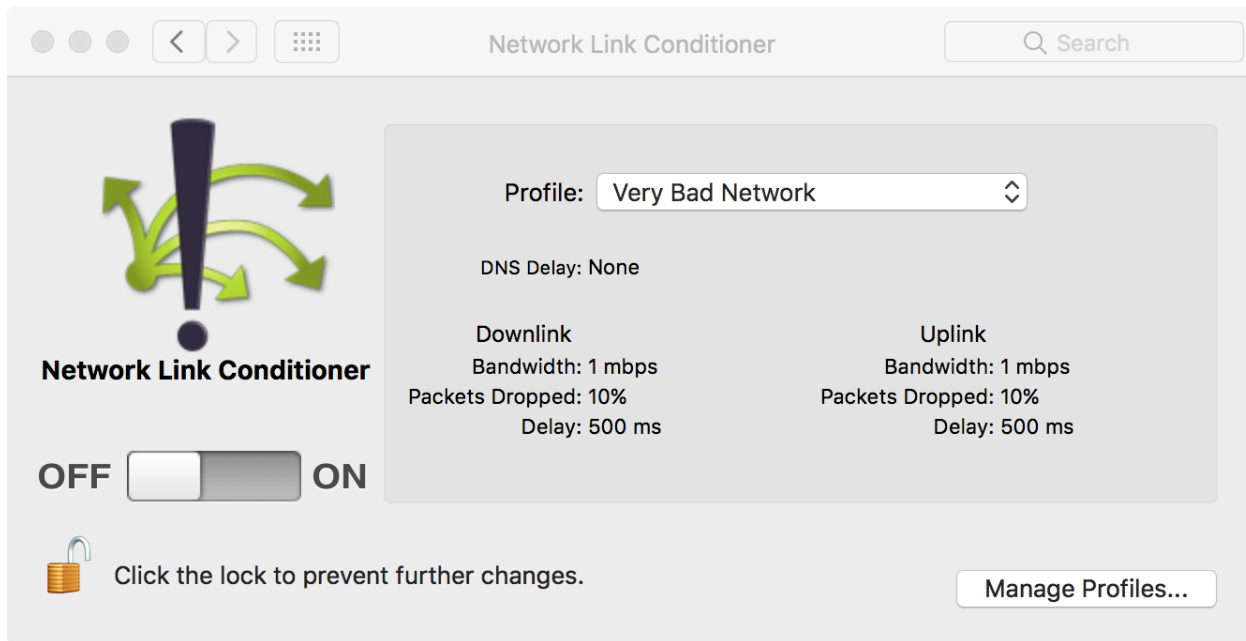 Network Link Conditioner
Search
Profile: Very Bad Network
DNS Delay: None
Downlink
Bandwidth: 1 mbps
Packets Dropped: 10%
Delay: 500 ms
Uplink
Bandwidth: 1 mbps
Packets Dropped: 10%
Delay: 500 ms
Network Link Conditioner
OFF ON
Click the lock to prevent further changes.
Manage Profiles...